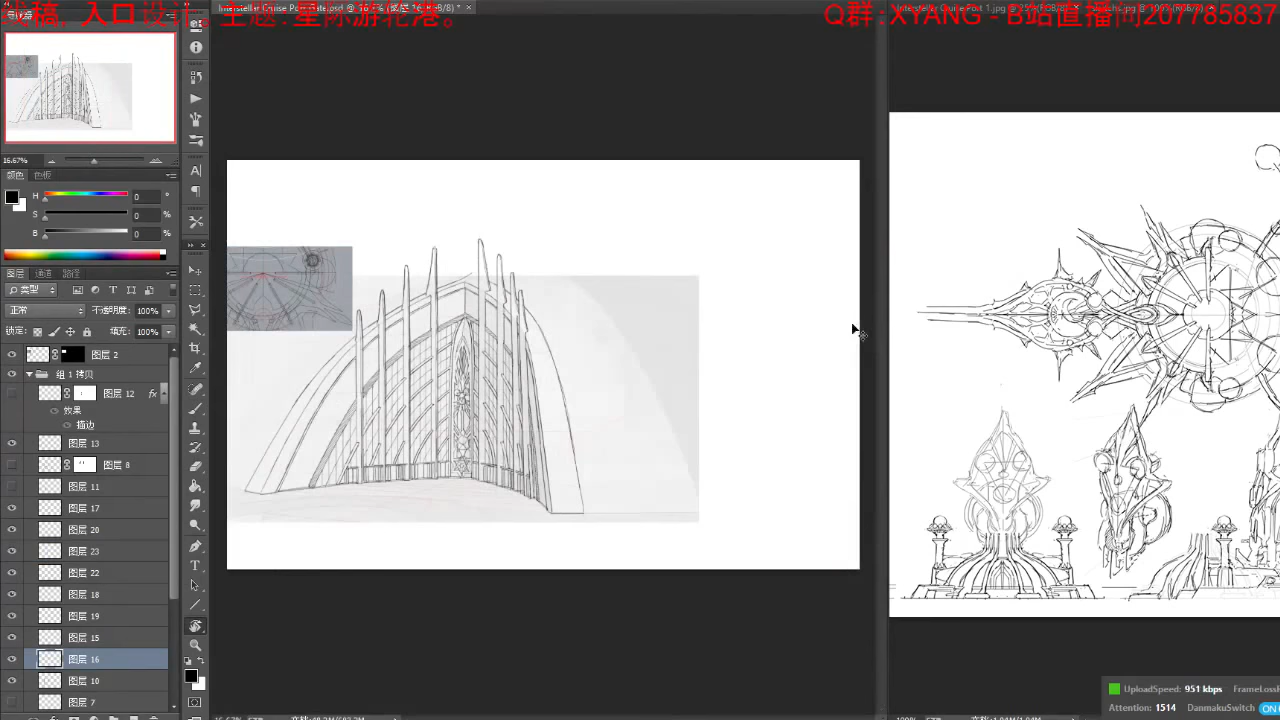 线稿, 入口设计。主题:星际游轮港。
Q群:XYANG - B站直播间207785837
16.67%
颜色 色板
H 0 °
S 0 %
B 0 %
图层 通道 路径
类型
正常 不透明度: 100%
锁定: 填充: 100%
图层 2
组 1 拷贝
图层 12 fx
效果
描边
图层 13
图层 8
图层 11
图层 17
图层 20
图层 23
图层 22
图层 18
图层 19
图层 15
图层 16
图层 10
图层 7
UploadSpeed: 951 kbps
Attention: 1514 DanmakuSwitch ON